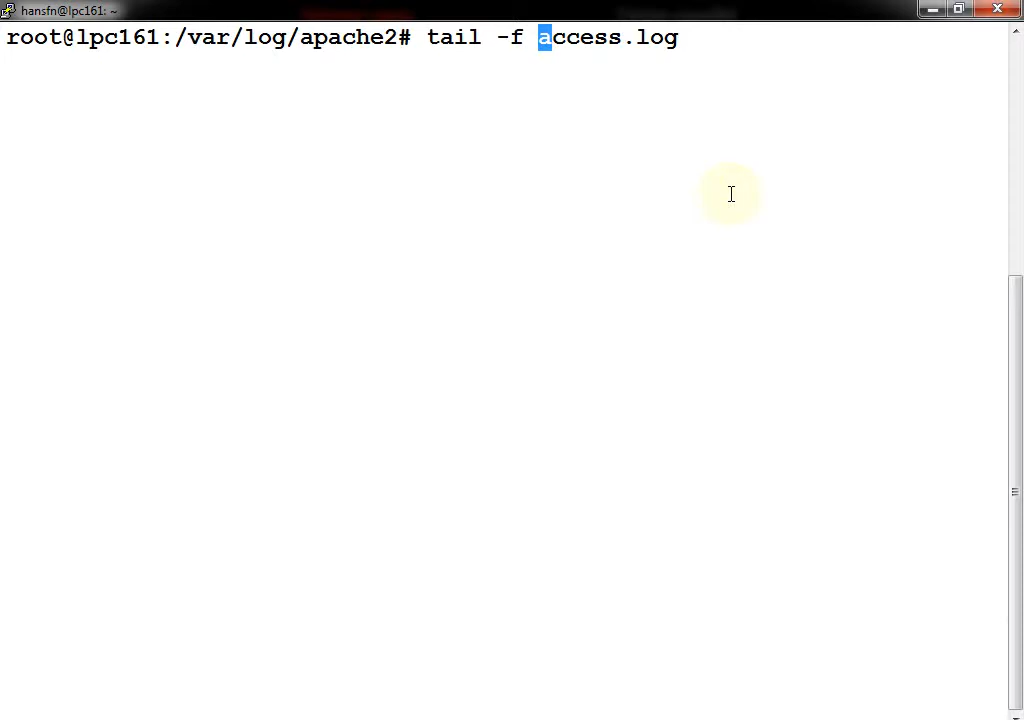 hansfn@lpc161: ~
root@lpc161:/var/log/apache2# tail -f access.log